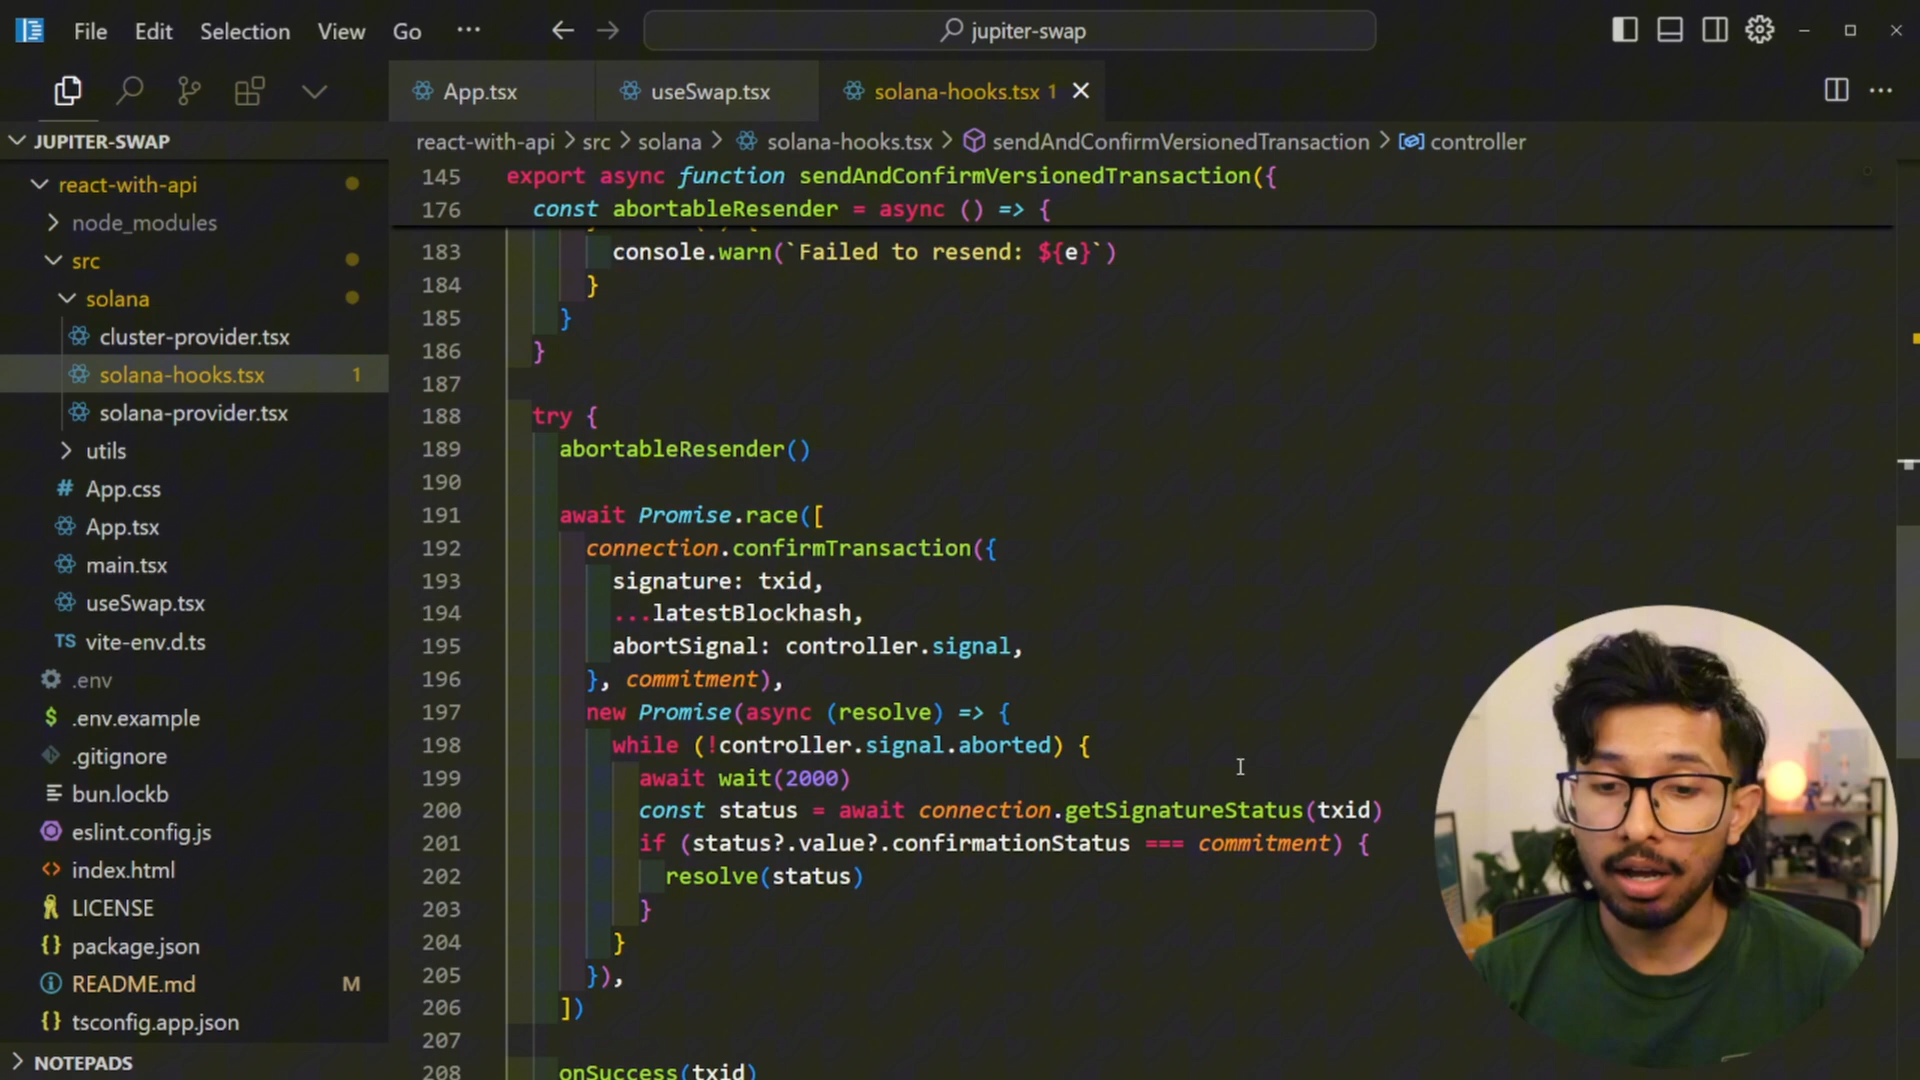 File Edit Selection View Go ··· jupiter-swap
App.tsx useSwap.tsx solana-hooks.tsx 1
JUPITER-SWAP
react-with-api > src > solana > solana-hooks.tsx > sendAndConfirmVersionedTransaction > controller
react-with-api
node_modules
src
solana
cluster-provider.tsx
solana-hooks.tsx 1
solana-provider.tsx
utils
# App.css
App.tsx
main.tsx
useSwap.tsx
TS vite-env.d.ts
.env
$ .env.example
.gitignore
bun.lockb
eslint.config.js
<> index.html
LICENSE
{} package.json
README.md M
{} tsconfig.app.json
NOTEPADS
145 export async function sendAndConfirmVersionedTransaction({
176 const abortableResender = async () => {
183 console.warn(`Failed to resend: ${e}`)
184 }
185 }
186 }
187
188 try {
189 abortableResender()
190
191 await Promise.race([
192 connection.confirmTransaction({
193 signature: txid,
194 ...latestBlockhash,
195 abortSignal: controller.signal,
196 }, commitment),
197 new Promise(async (resolve) => {
198 while (!controller.signal.aborted) {
199 await wait(2000)
200 const status = await connection.getSignatureStatus(txid)
201 if (status?.value?.confirmationStatus === commitment) {
202 resolve(status)
203 }
204 }
205 }),
206 ])
207
208 onSuccess(txid)